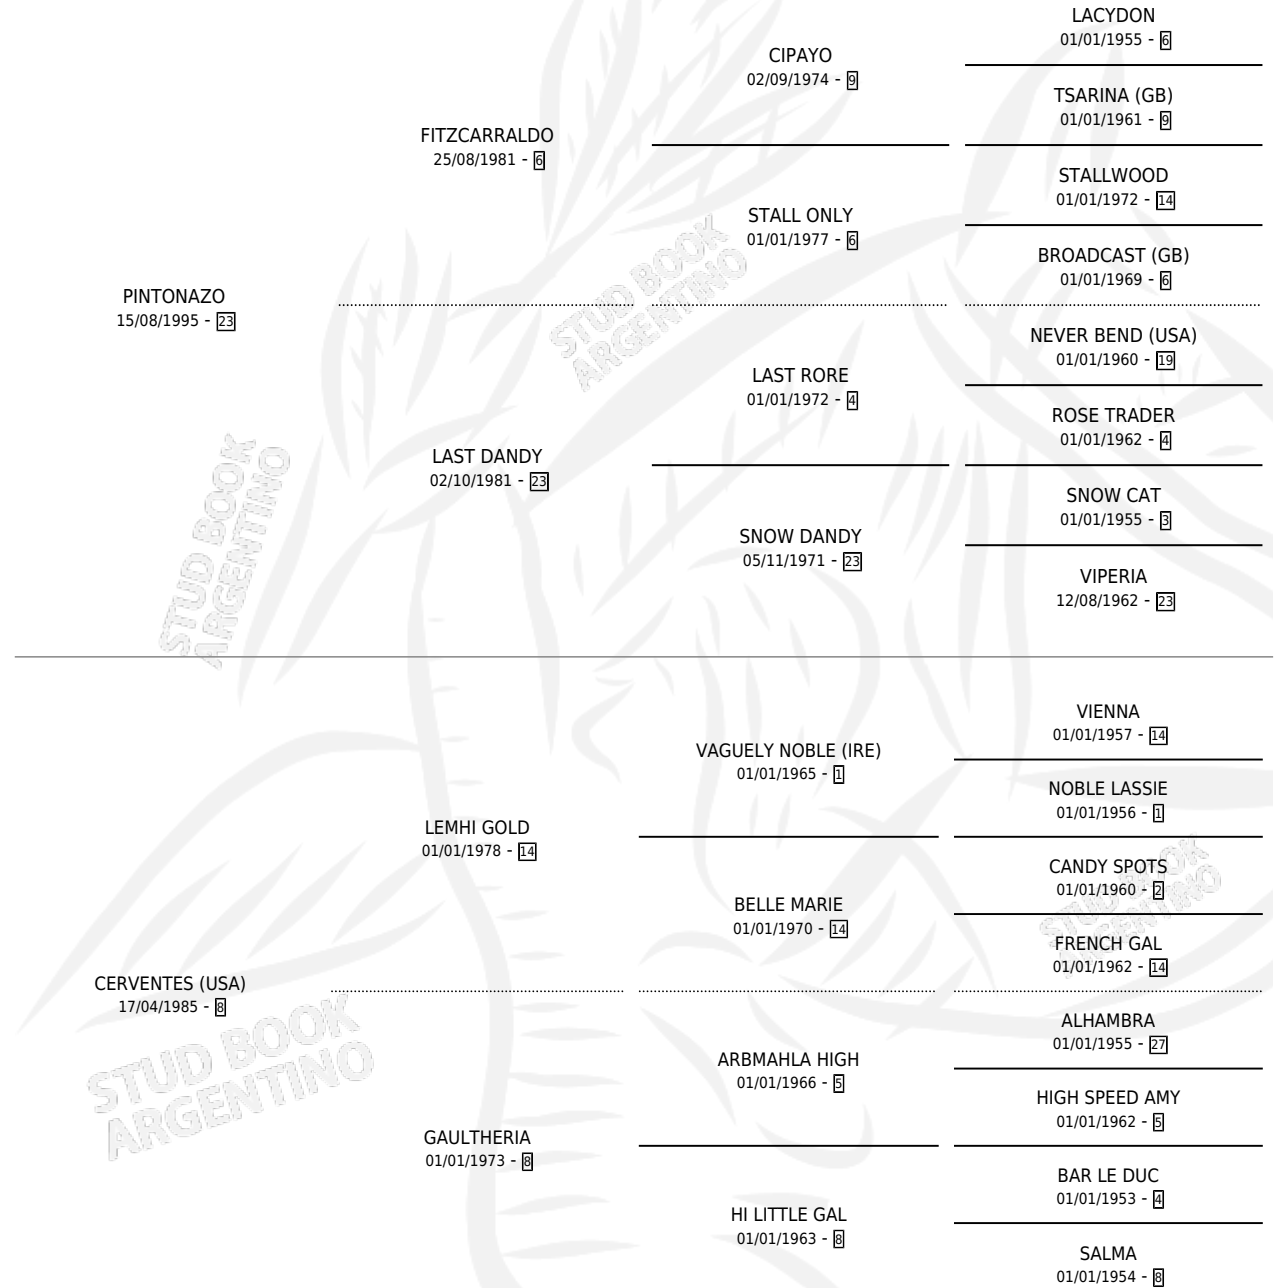 LACYDON
01/01/1955 - 6
CIPAYO
02/09/1974 - 9
TSARINA (GB)
01/01/1961 - 9
FITZCARRALDO
25/08/1981 - 6
STALLWOOD
01/01/1972 - 14
STALL ONLY
01/01/1977 - 6
BROADCAST (GB)
01/01/1969 - 6
PINTONAZO
15/08/1995 - 23
STUD BOOK
ARGENTINO
NEVER BEND (USA)
01/01/1960 - 19
LAST RORE
01/01/1972 - 4
ROSE TRADER
01/01/1962 - 4
LAST DANDY
02/10/1981 - 23
SNOW CAT
01/01/1955 - 3
SNOW DANDY
05/11/1971 - 23
VIPERIA
12/08/1962 - 23
STUD BOOK
ARGENTINO
VIENNA
01/01/1957 - 14
VAGUELY NOBLE (IRE)
01/01/1965 - 1
NOBLE LASSIE
01/01/1956 - 1
LEMHI GOLD
01/01/1978 - 14
CANDY SPOTS
01/01/1960 - 2
BELLE MARIE
01/01/1970 - 14
STUD BOOK
ARGENTINO
FRENCH GAL
01/01/1962 - 14
CERVENTES (USA)
17/04/1985 - 8
ALHAMBRA
01/01/1955 - 27
ARBMAHLA HIGH
01/01/1966 - 5
HIGH SPEED AMY
01/01/1962 - 5
STUD BOOK
ARGENTINO
GAULTHERIA
01/01/1973 - 8
BAR LE DUC
01/01/1953 - 4
HI LITTLE GAL
01/01/1963 - 8
SALMA
01/01/1954 - 8